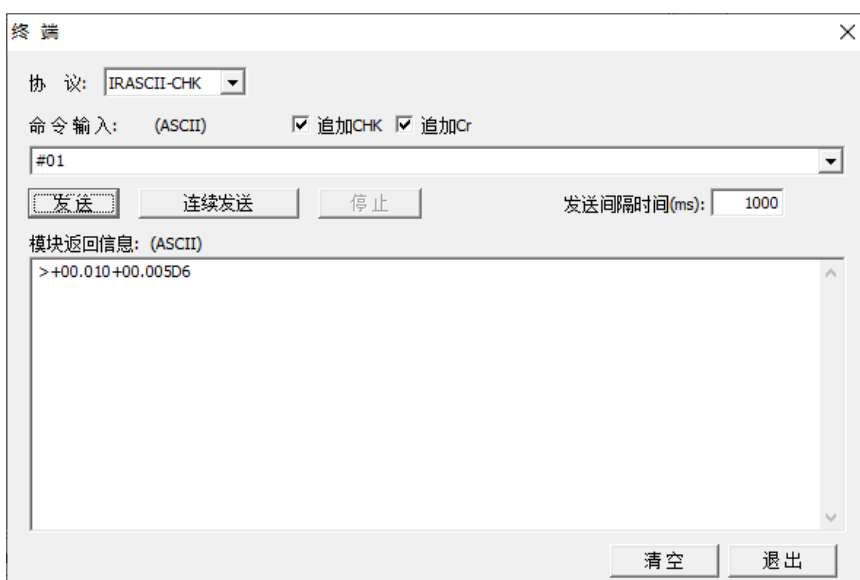 终 端
协 议: IRASCII-CHK
命令输入: (ASCII) 追加CHK 追加Cr
#01
发送 连续发送 停止 发送间隔时间(ms): 1000
模块返回信息: (ASCII)
>+00.010+00.005D6
清空 退出